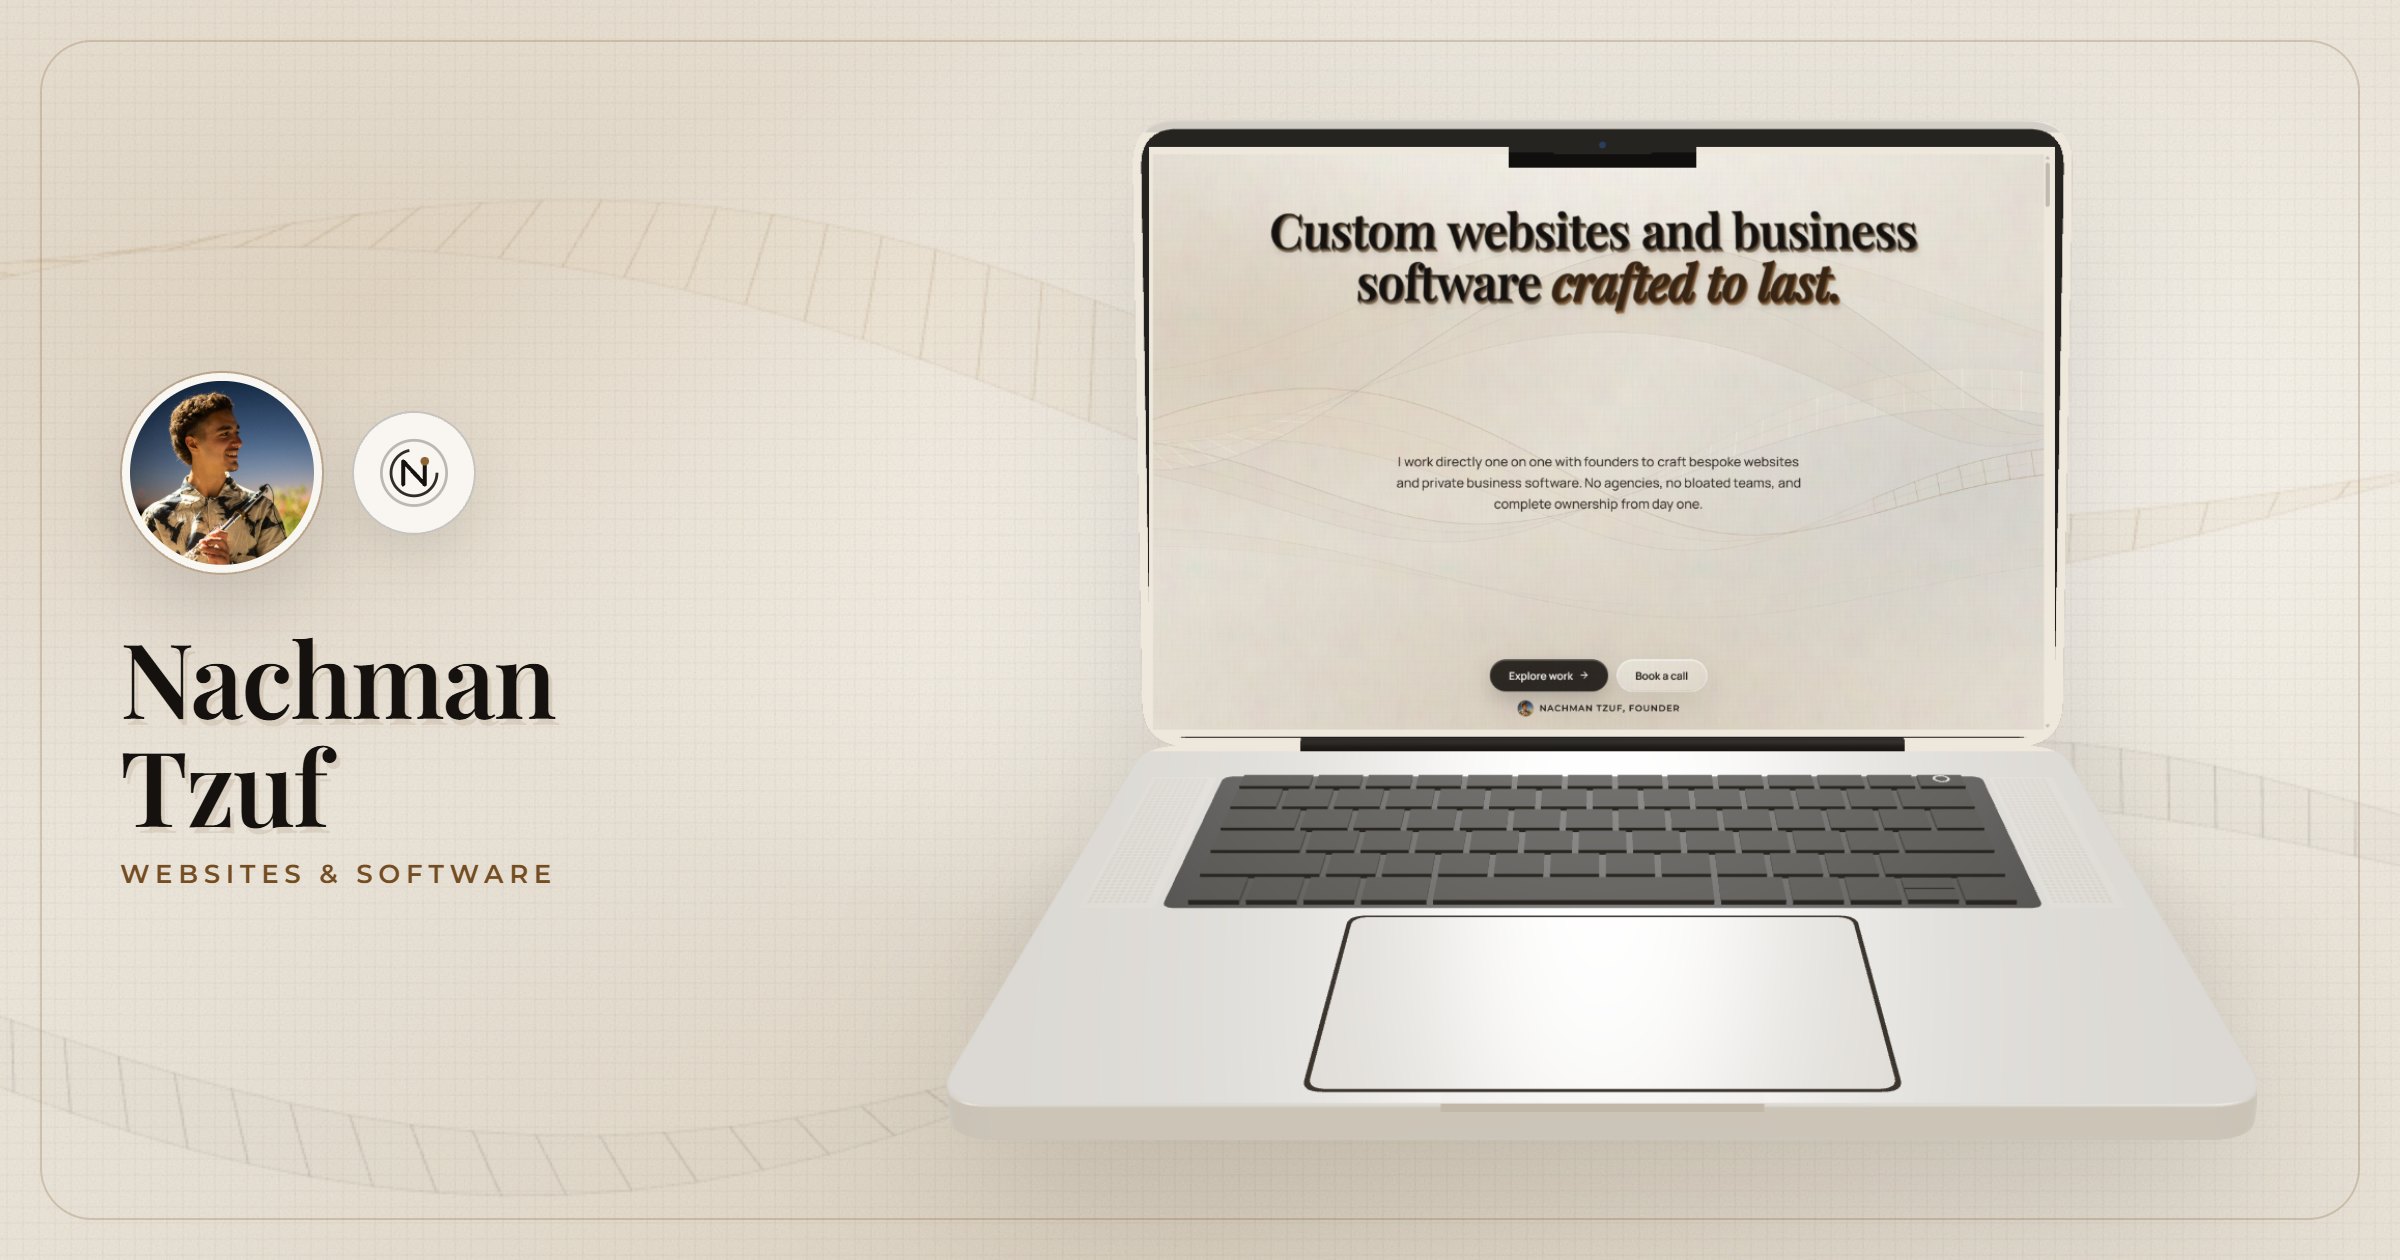 Nachman
Tzuf
WEBSITES & SOFTWARE
Custom websites and business
software crafted to last.
I work directly one on one with founders to craft bespoke websites
and private business software. No agencies, no bloated teams, and
complete ownership from day one.
Explore work →
Book a call
NACHMAN TZUF, FOUNDER